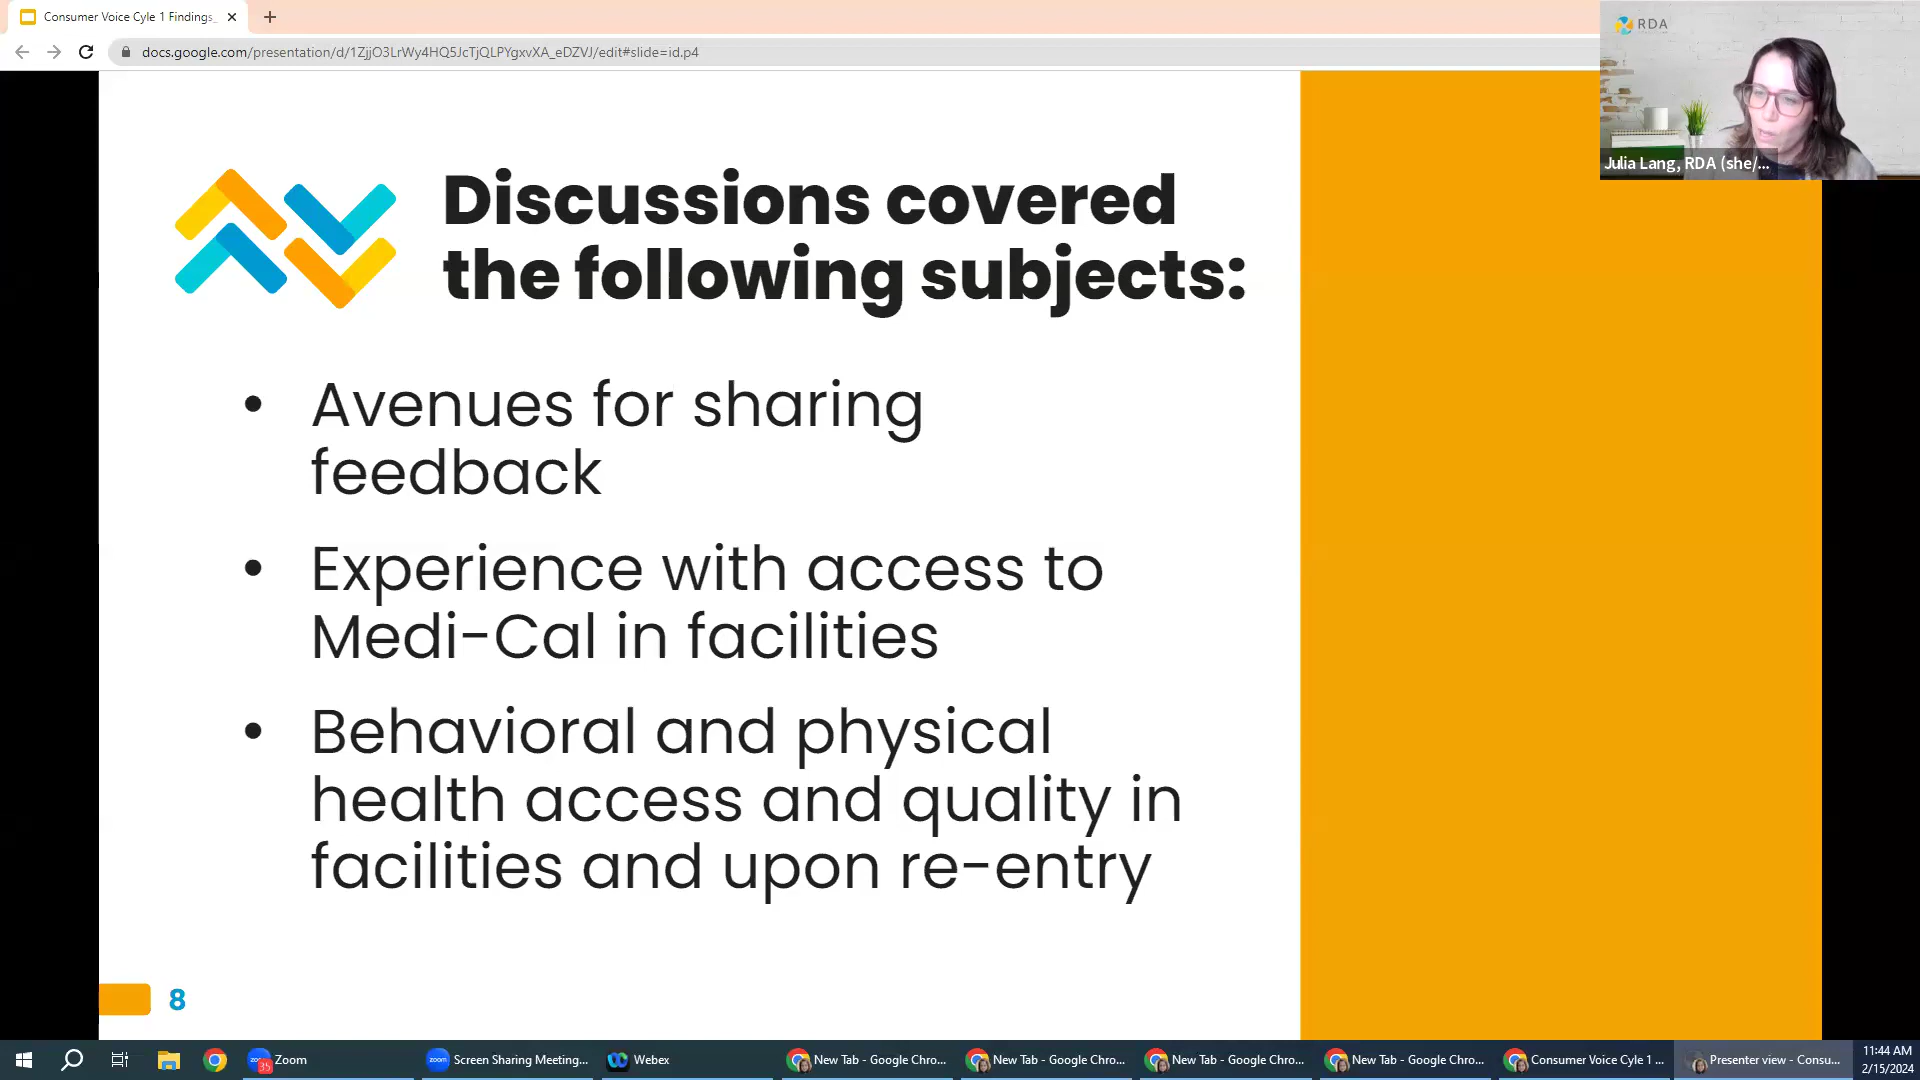 Consumer Voice Cyle 1 Findings_
docs.google.com/presentation/d/1ZjjO3LrWy4HQ5JcTjQLPYgxvXA_eDZVJ/edit#slide=id.p4
RDA
Julia Lang, RDA (she/...
Discussions covered
the following subjects:
• Avenues for sharing
feedback
• Experience with access to
Medi-Cal in facilities
• Behavioral and physical
health access and quality in
facilities and upon re-entry
8
zoom 35 Zoom
zoom Screen Sharing Meeting...
Webex
New Tab - Google Chro...
New Tab - Google Chro...
New Tab - Google Chro...
New Tab - Google Chro...
Consumer Voice Cyle 1 ...
Presenter view - Consu...
11:44 AM
2/15/2024